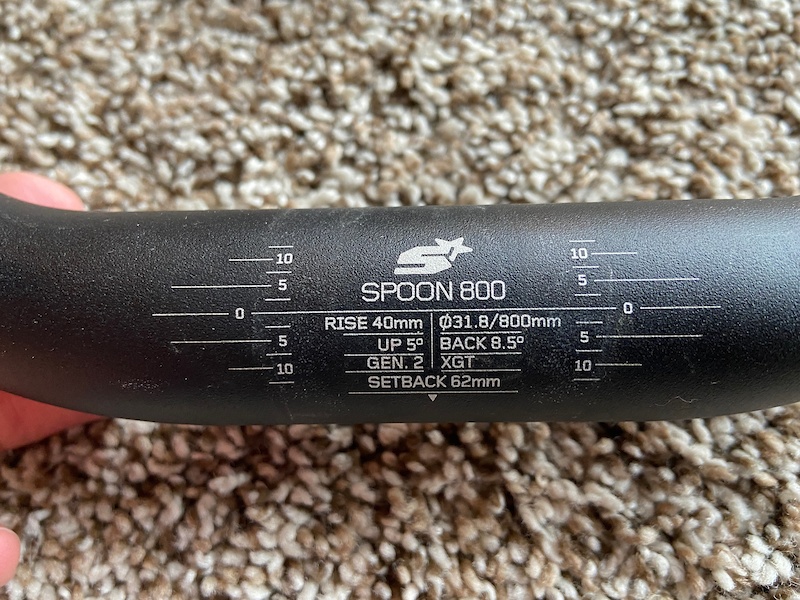 SPOON 800
10 10
5 5
0 0
RISE 40mm Ø31.8/800mm
5 UP 5° BACK 8.5° 5
10 GEN. 2 XGT 10
SETBACK 62mm